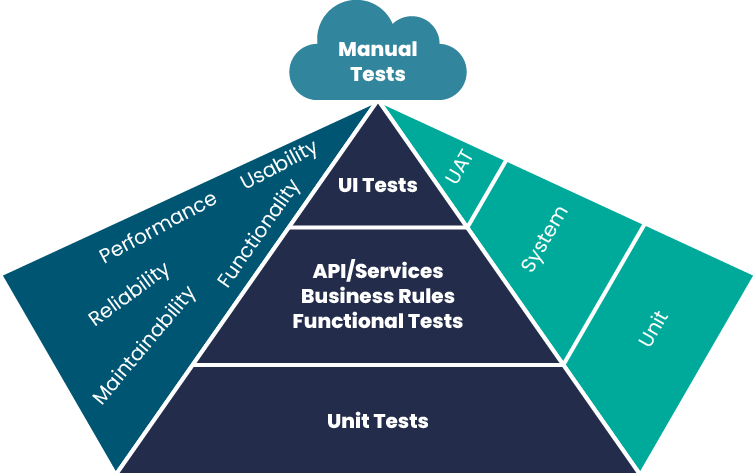 Manual
Tests
Usability
Performance
Functionality
Reliability
Maintainability
UI Tests
API/Services
Business Rules
Functional Tests
Unit Tests
UAT
System
Unit